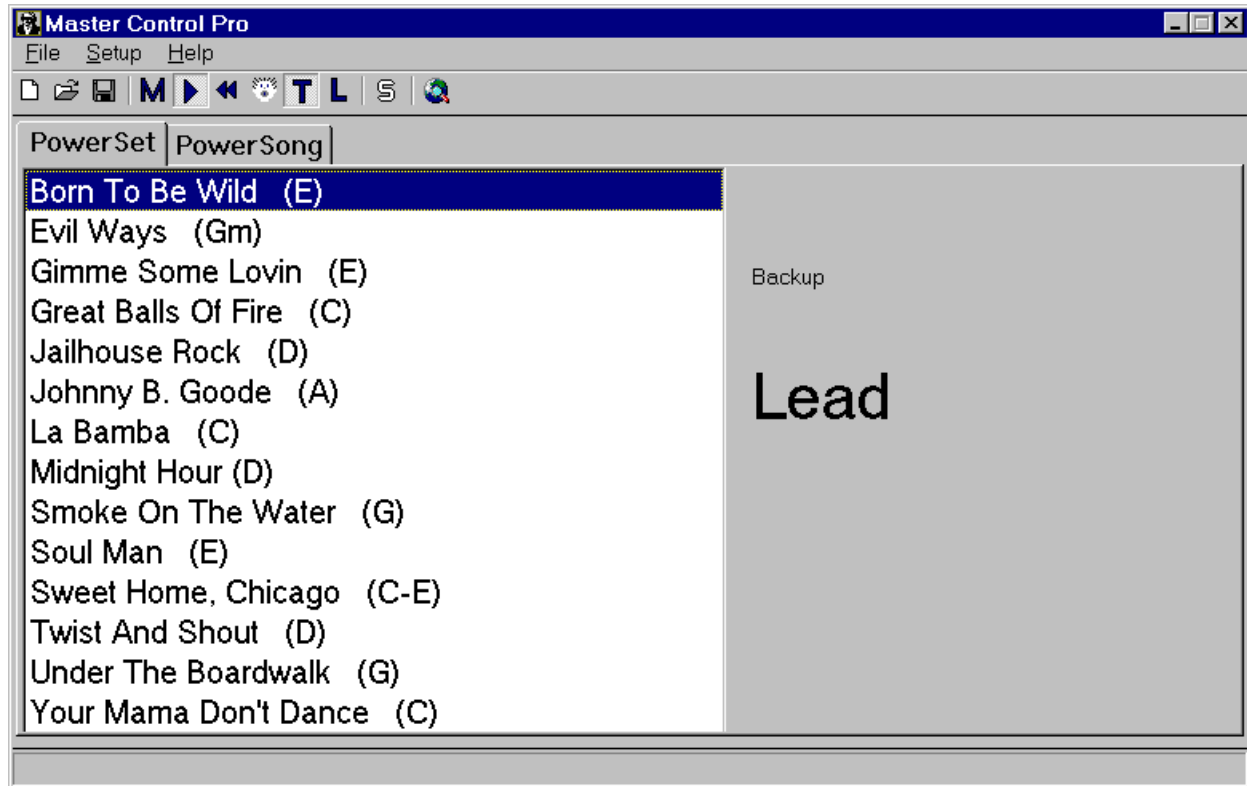 Master Control Pro
File Setup Help
M T L S
PowerSet PowerSong
Born To Be Wild (E)
Evil Ways (Gm)
Gimme Some Lovin (E)
Backup
Great Balls Of Fire (C)
Jailhouse Rock (D)
Johnny B. Goode (A)
Lead
La Bamba (C)
Midnight Hour (D)
Smoke On The Water (G)
Soul Man (E)
Sweet Home, Chicago (C-E)
Twist And Shout (D)
Under The Boardwalk (G)
Your Mama Don't Dance (C)